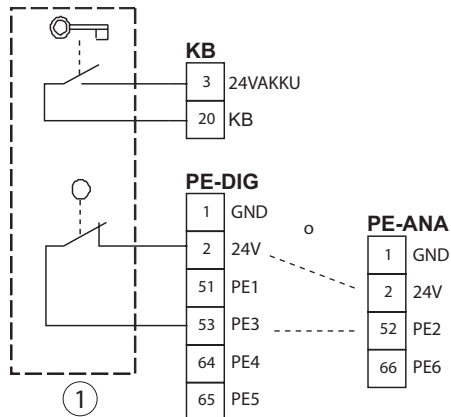 KB
3 24VAKKU
20 KB
PE-DIG
1 GND
2 24V
51 PE1
53 PE3
64 PE4
65 PE5
o
PE-ANA
1 GND
2 24V
52 PE2
66 PE6
1